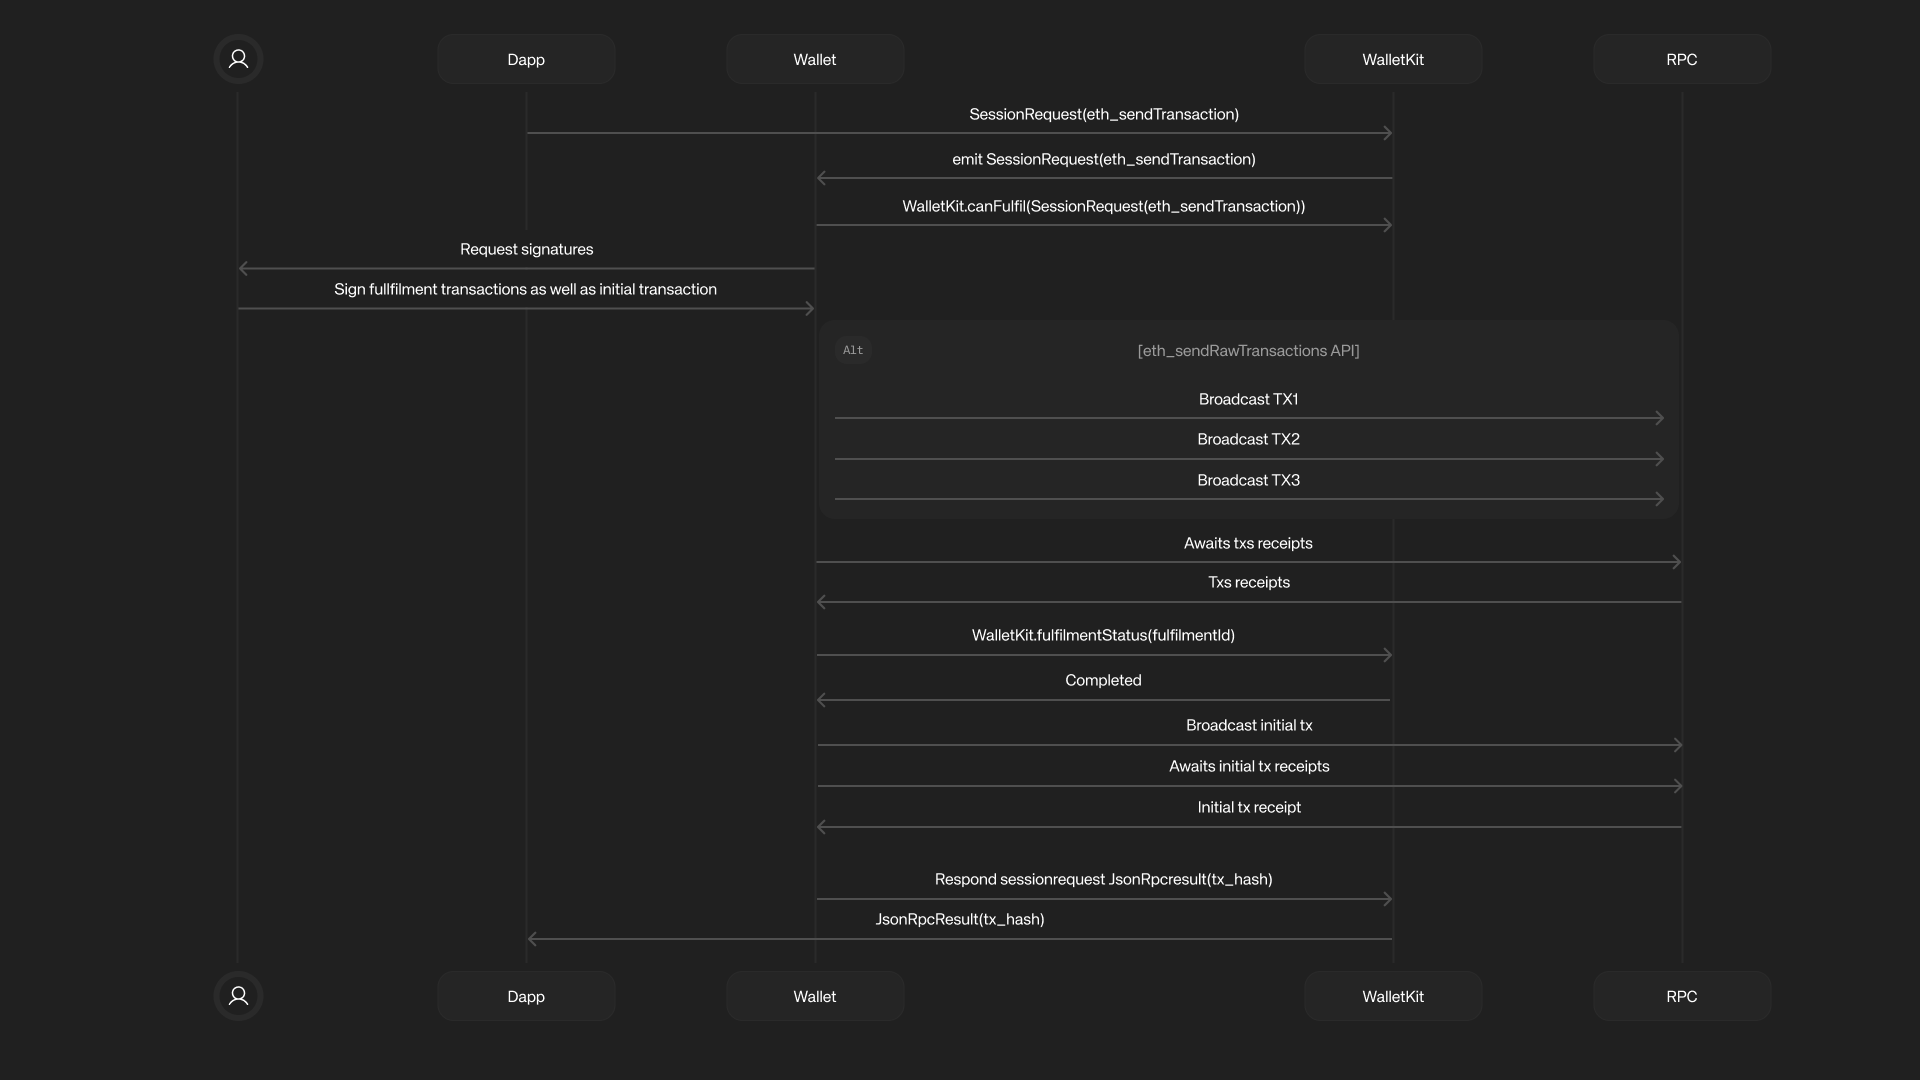 Dapp
Wallet
WalletKit
RPC
SessionRequest(eth_sendTransaction)
emit SessionRequest(eth_sendTransaction)
WalletKit.canFulfil(SessionRequest(eth_sendTransaction))
Request signatures
Sign fullfilment transactions as well as initial transaction
Alt
[eth_sendRawTransactions API]
Broadcast TX1
Broadcast TX2
Broadcast TX3
Awaits txs receipts
Txs receipts
WalletKit.fulfilmentStatus(fulfilmentId)
Completed
Broadcast initial tx
Awaits initial tx receipts
Initial tx receipt
Respond sessionrequest JsonRpcresult(tx_hash)
JsonRpcResult(tx_hash)
Dapp
Wallet
WalletKit
RPC